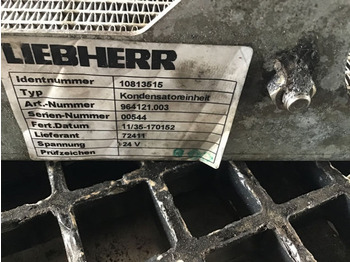 LIEBHERR
Identnummer 10813515
Typ Kondensatoreinheit
Art.-Nummer 964121.003
Serien-Nummer 00544
Fert.Datum 11/35-170152
Lieferant 72411
Spannung 24 V
Prüfzeichen